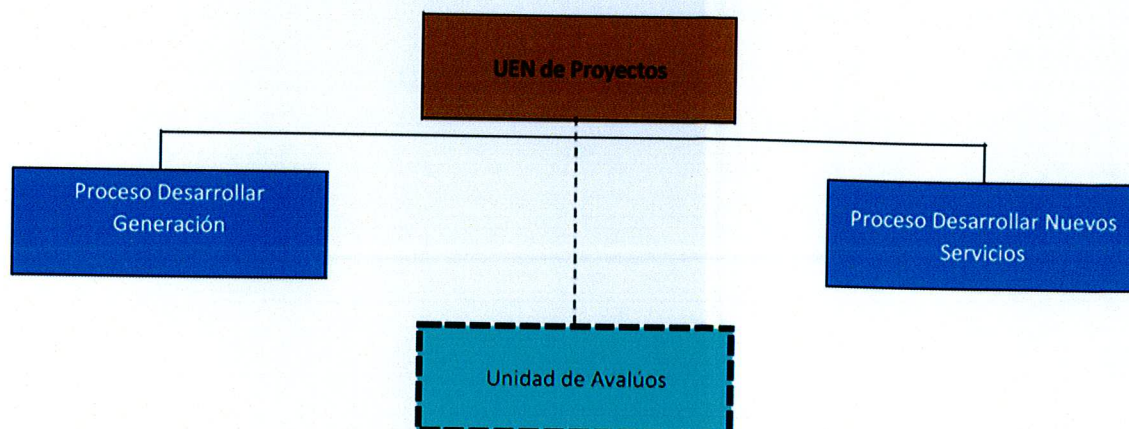 UEN de Proyectos
Proceso Desarrollar
Generación
Proceso Desarrollar Nuevos
Servicios
Unidad de Avalúos